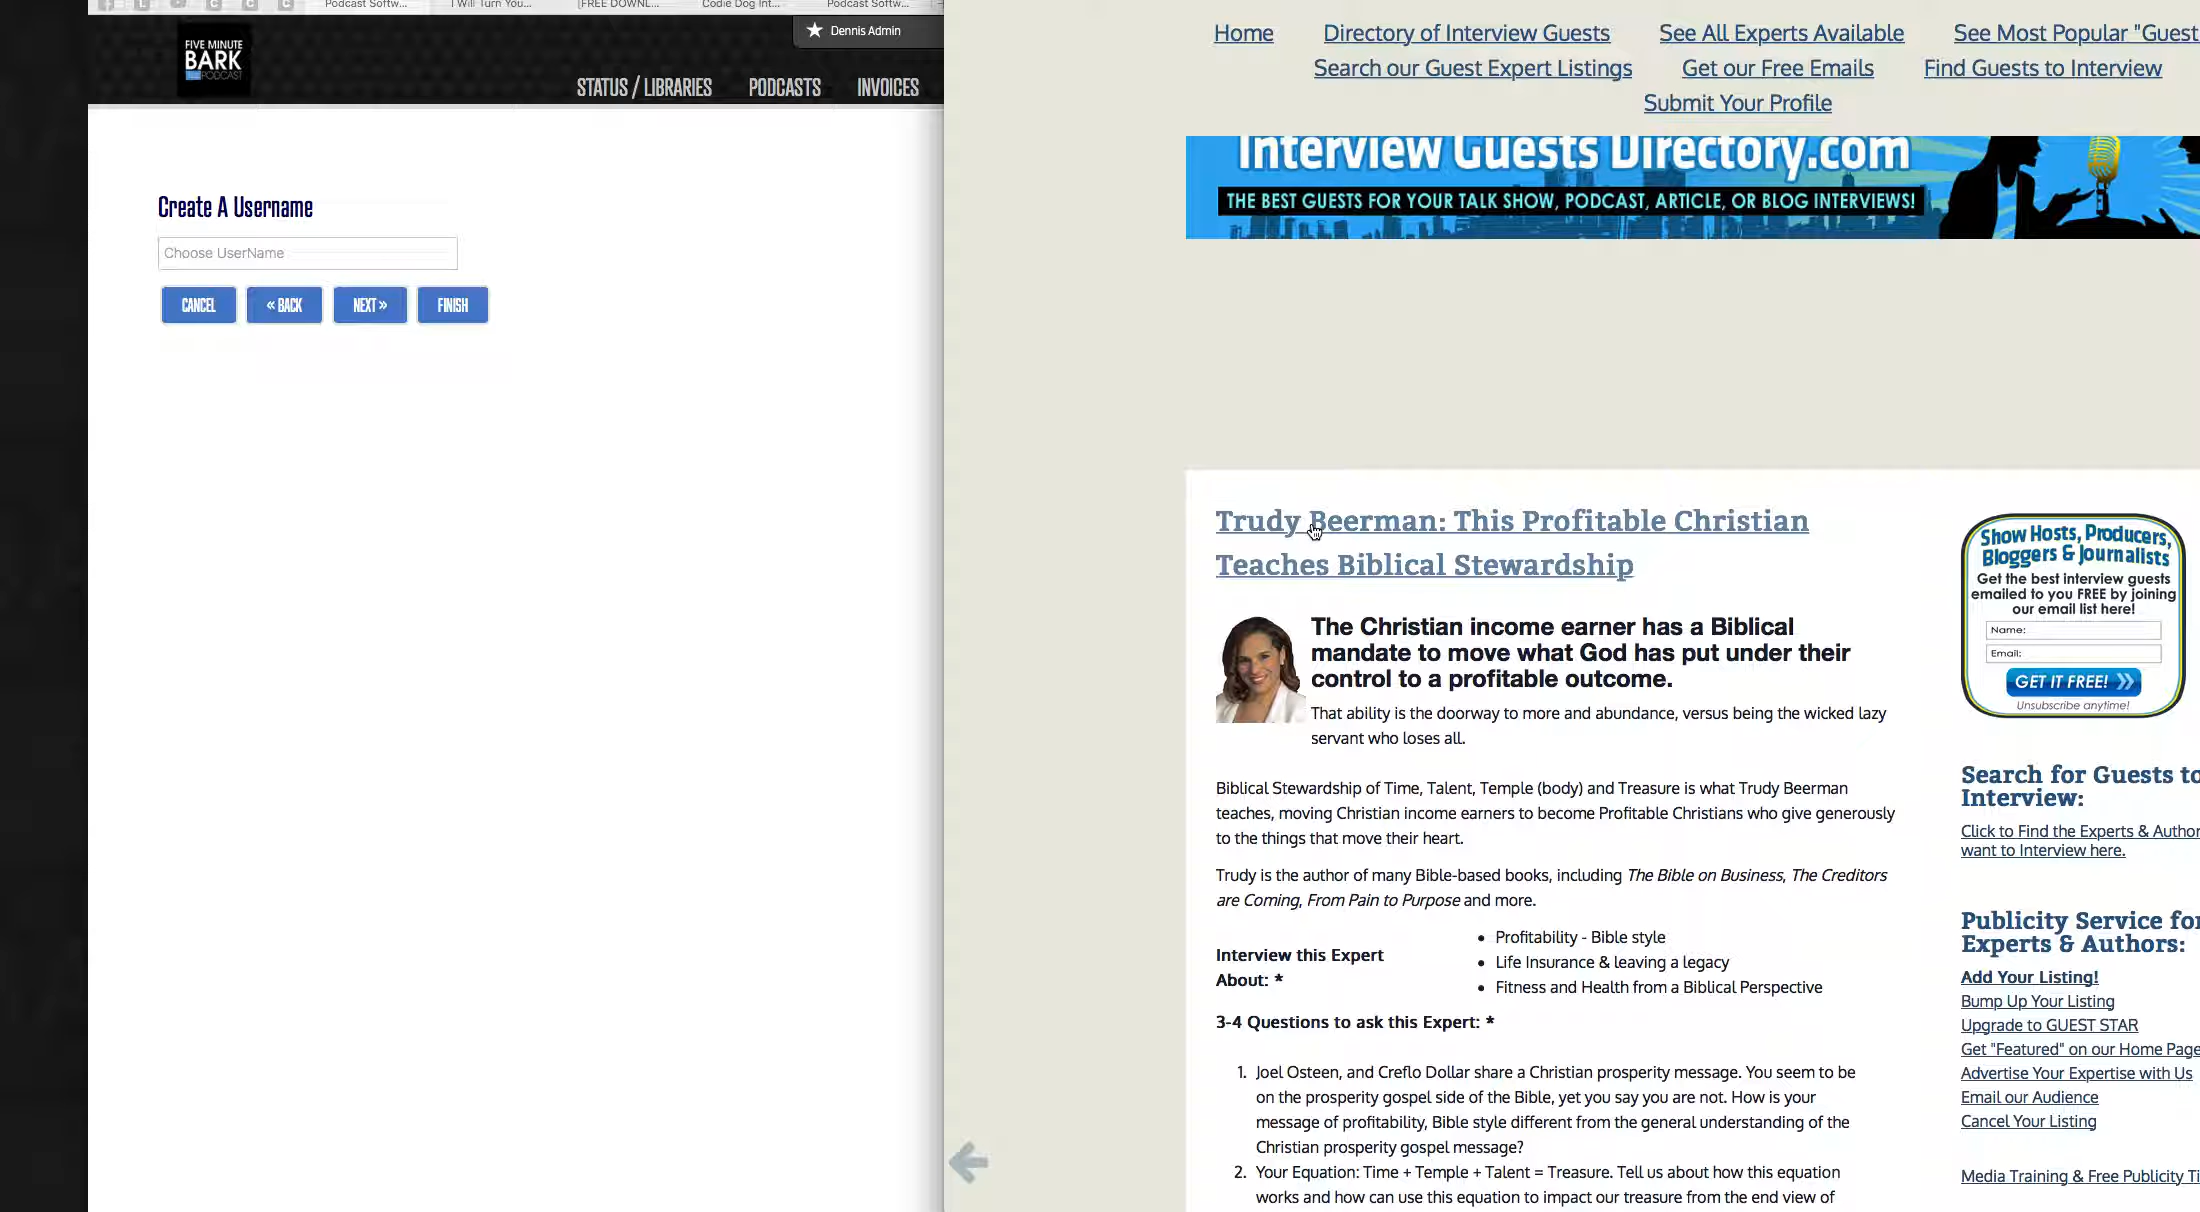 Podcast Softw...
I Will Turn You...
[FREE DOWNL...
Codie Dog Int...
Podcast Softw...
FIVE MINUTE
BARK
PODCAST
Dennis Admin
STATUS / LIBRARIES
PODCASTS
INVOICES
Create A Username
Choose UserName
CANCEL
« BACK
NEXT »
FINISH
Home
Directory of Interview Guests
See All Experts Available
See Most Popular "Guest
Search our Guest Expert Listings
Get our Free Emails
Find Guests to Interview
Submit Your Profile
Interview Guests Directory.com
THE BEST GUESTS FOR YOUR TALK SHOW, PODCAST, ARTICLE, OR BLOG INTERVIEWS!
Trudy Beerman: This Profitable Christian
Teaches Biblical Stewardship
The Christian income earner has a Biblical
mandate to move what God has put under their
control to a profitable outcome.
That ability is the doorway to more and abundance, versus being the wicked lazy
servant who loses all.
Biblical Stewardship of Time, Talent, Temple (body) and Treasure is what Trudy Beerman
teaches, moving Christian income earners to become Profitable Christians who give generously
to the things that move their heart.
Trudy is the author of many Bible-based books, including The Bible on Business, The Creditors
are Coming, From Pain to Purpose and more.
Interview this Expert
About: *
• Profitability - Bible style
• Life Insurance & leaving a legacy
• Fitness and Health from a Biblical Perspective
3-4 Questions to ask this Expert: *
1. Joel Osteen, and Creflo Dollar share a Christian prosperity message. You seem to be
on the prosperity gospel side of the Bible, yet you say you are not. How is your
message of profitability, Bible style different from the general understanding of the
Christian prosperity gospel message?
2. Your Equation: Time + Temple + Talent = Treasure. Tell us about how this equation
works and how can use this equation to impact our treasure from the end view of
Show Hosts, Producers,
Bloggers & Journalists
Get the best interview guests
emailed to you FREE by joining
our email list here!
Name:
Email:
GET IT FREE!
Unsubscribe anytime!
Search for Guests to
Interview:
Click to Find the Experts & Author
want to Interview here.
Publicity Service for
Experts & Authors:
Add Your Listing!
Bump Up Your Listing
Upgrade to GUEST STAR
Get "Featured" on our Home Page
Advertise Your Expertise with Us
Email our Audience
Cancel Your Listing
Media Training & Free Publicity Ti